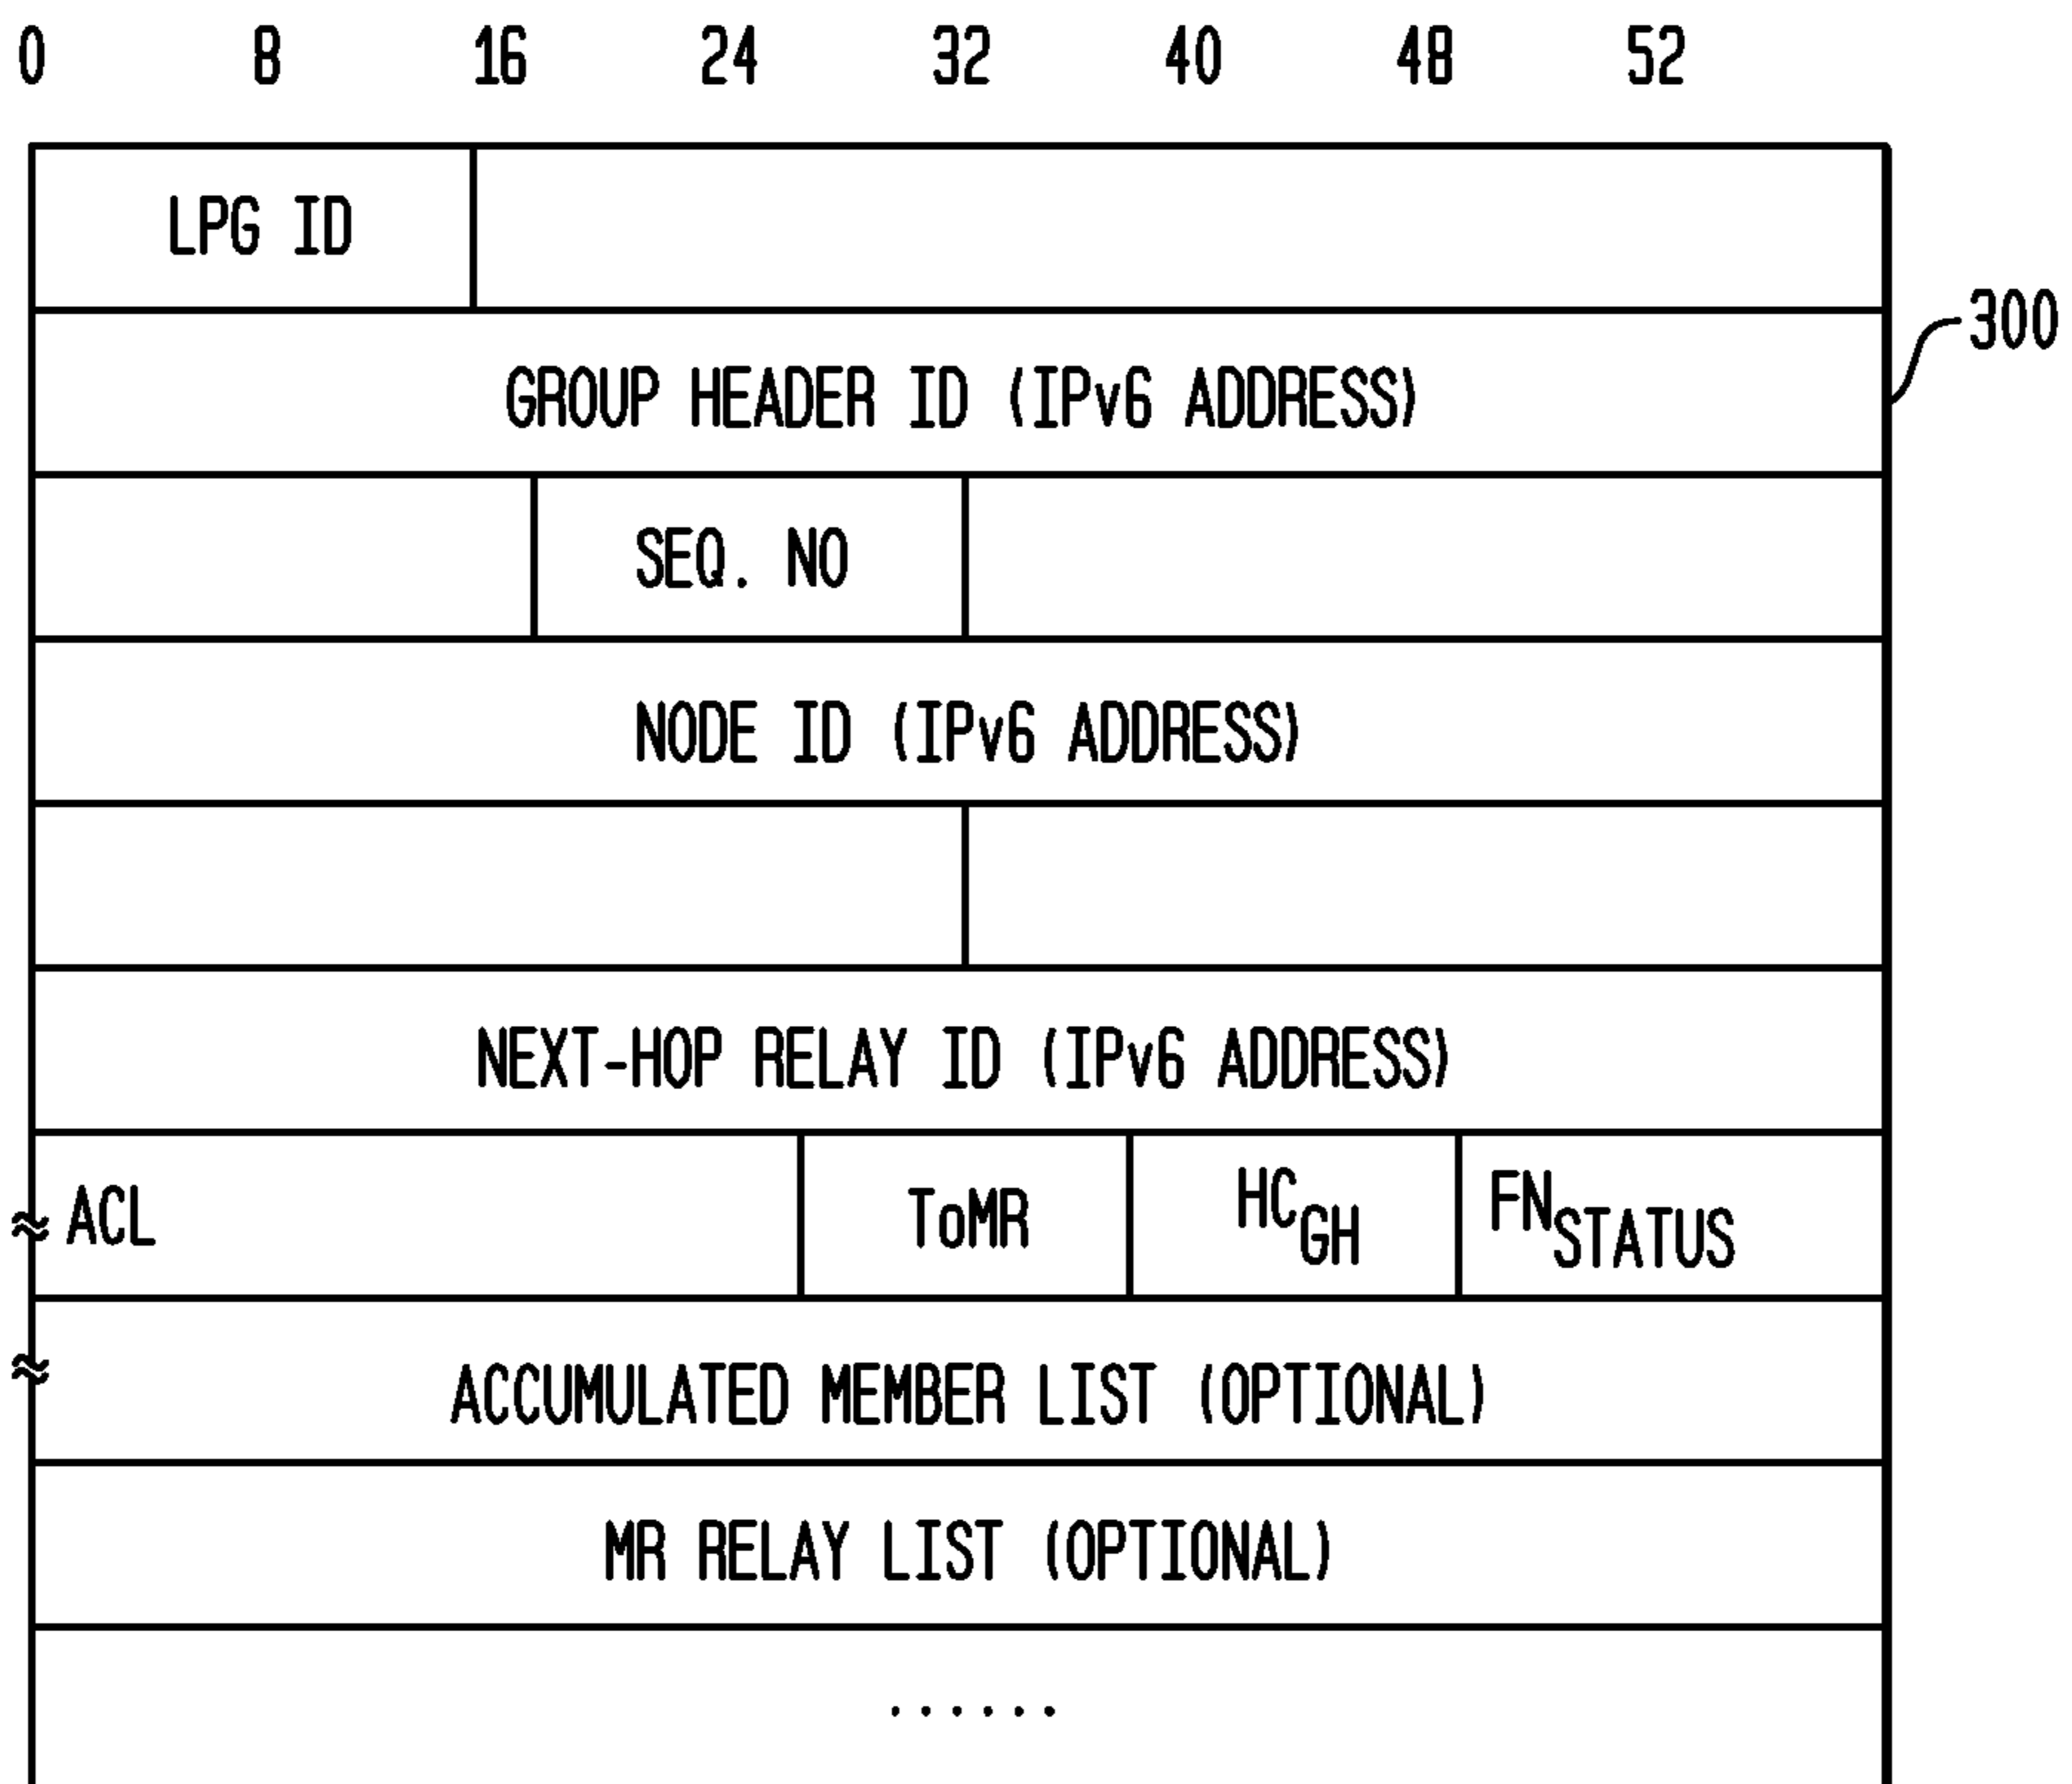 0 8 16 24 32 40 48 52
LPG ID
300
GROUP HEADER ID (IPv6 ADDRESS)
SEQ. NO
NODE ID (IPv6 ADDRESS)
NEXT-HOP RELAY ID (IPv6 ADDRESS)
ACL ToMR HCGH FNSTATUS
ACCUMULATED MEMBER LIST (OPTIONAL)
MR RELAY LIST (OPTIONAL)
......